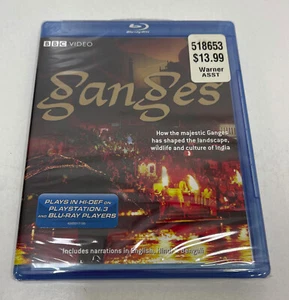 Blu-ray Disc
BBC VIDEO
518653
$13.99
Warner
ASST
ganges
How the majestic Ganges
has shaped the landscape,
wildlife and culture of India
PLAYS IN HI-DEF ON
PLAYSTATION 3
AND BLU-RAY PLAYERS
Includes narrations in English,